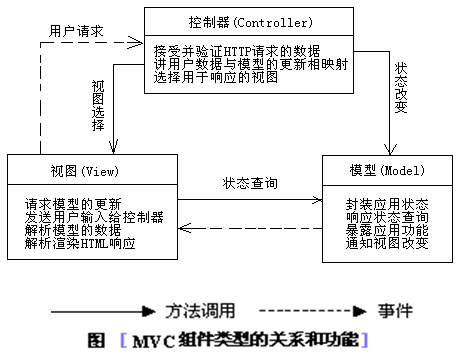 控制器(Controller)
接受并验证HTTP请求的数据
讲用户数据与模型的更新相映射
选择用于响应的视图
用户请求
视图选择
状态改变
视图(View)
请求模型的更新
发送用户输入给控制器
解析模型的数据
解析渲染HTML响应
状态查询
模型(Model)
封装应用状态
响应状态查询
暴露应用功能
通知视图改变
方法调用
事件
图 [MVC组件类型的关系和功能]